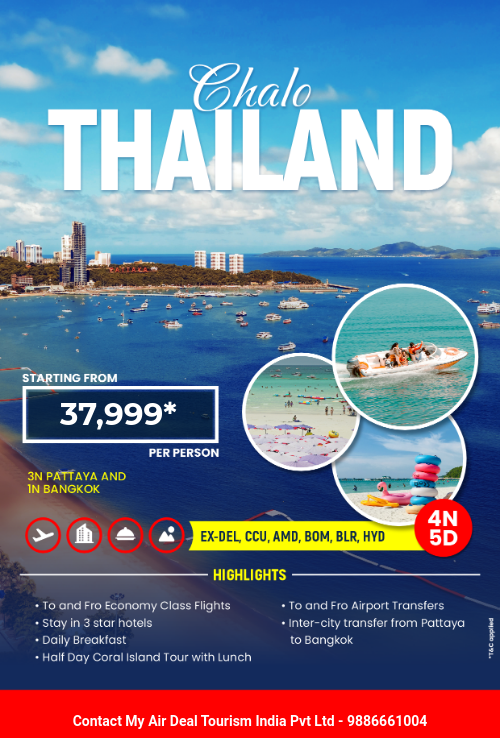 Chalo
THAILAND
STARTING FROM
37,999*
PER PERSON
3N PATTAYA AND
1N BANGKOK
EX-DEL, CCU, AMD, BOM, BLR, HYD
4N
5D
HIGHLIGHTS
• To and Fro Economy Class Flights
• Stay in 3 star hotels
• Daily Breakfast
• Half Day Coral Island Tour with Lunch
• To and Fro Airport Transfers
• Inter-city transfer from Pattaya
to Bangkok
*T&C applied
Contact My Air Deal Tourism India Pvt Ltd - 9886661004